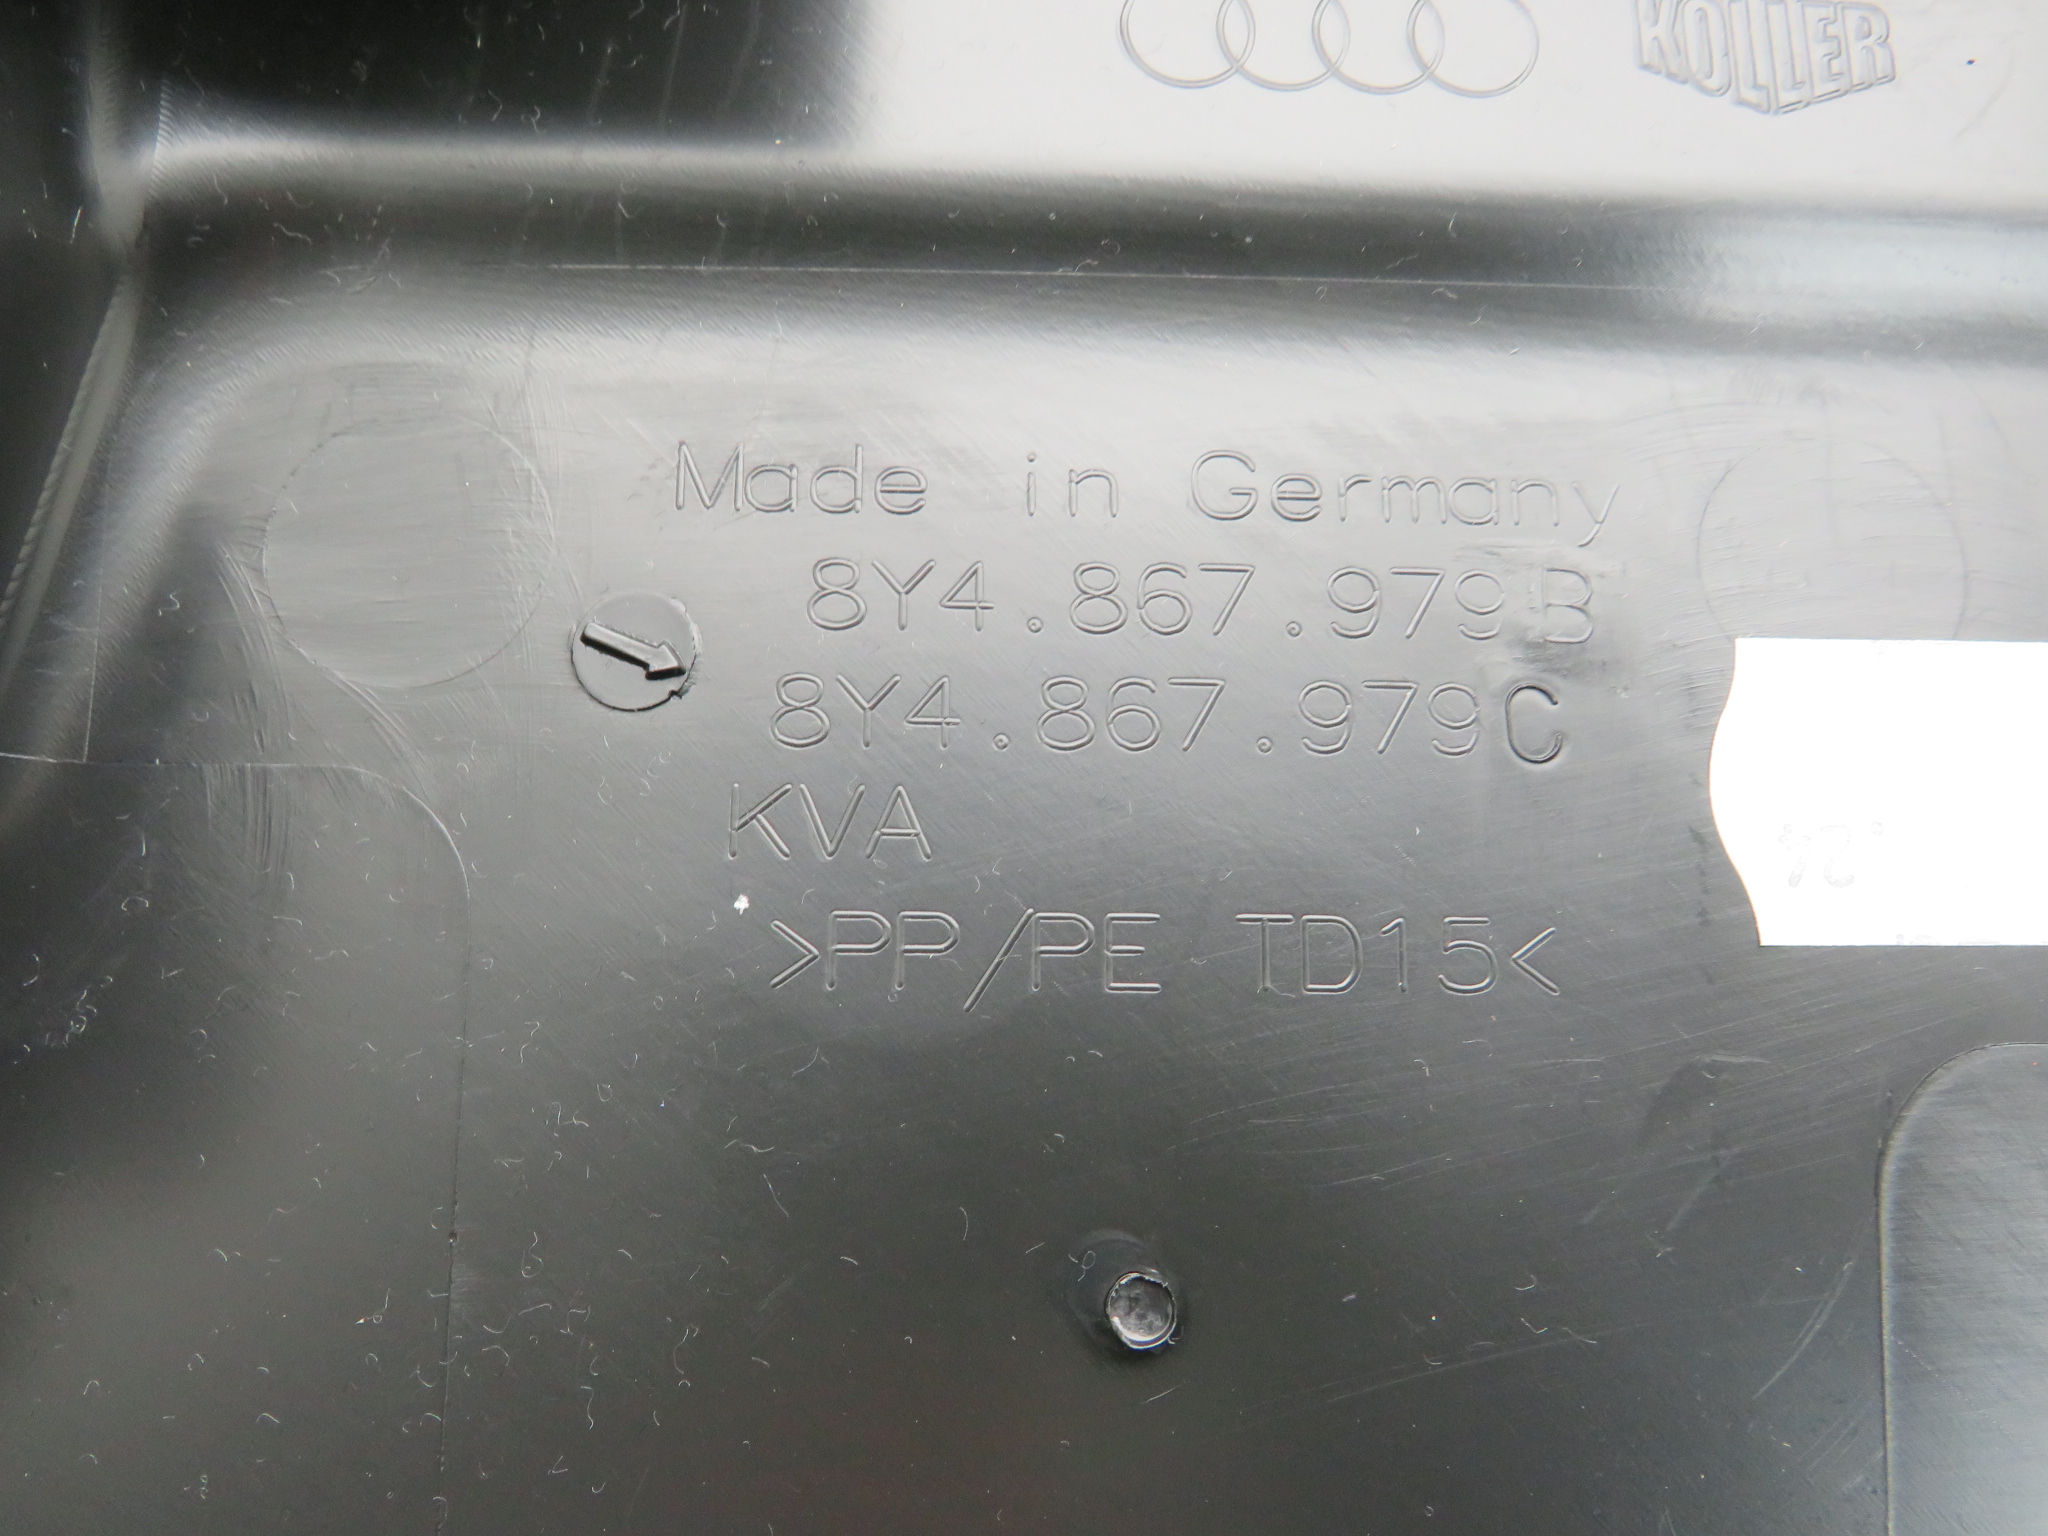 KOLLER
Made in Germany
8Y4.867.979B
8Y4.867.979C
KVA
>PP/PE TD15<